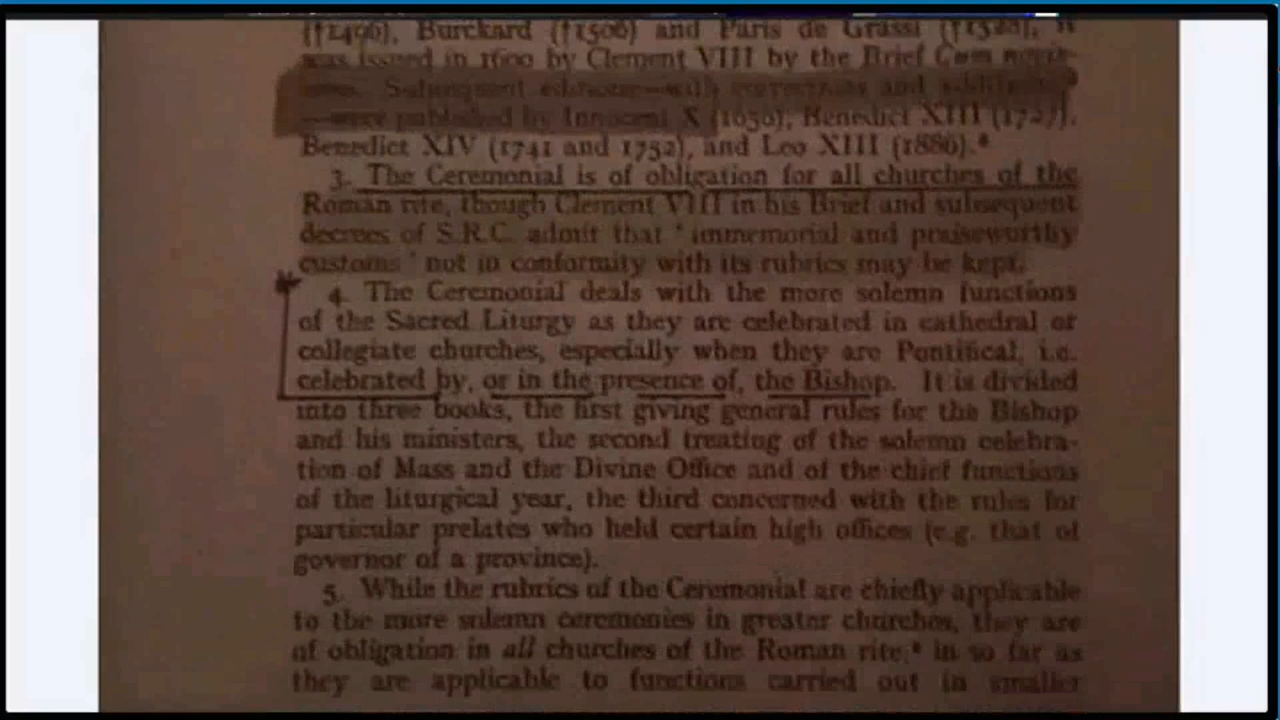 (†1496), Burckard (†1506) and Paris de Grassi (†1528), it
was issued in 1600 by Clement VIII by the Brief Cum
Subsequent editions—with corrections and additions
—were published by Innocent X (1650), Benedict XIII (1727),
Benedict XIV (1741 and 1752), and Leo XIII (1886).*
3. The Ceremonial is of obligation for all churches of the
Roman rite, though Clement VIII in his Brief and subsequent
decrees of S.R.C. admit that ' immemorial and praiseworthy
customs ' not in conformity with its rubrics may be kept.
4. The Ceremonial deals with the more solemn functions
of the Sacred Liturgy as they are celebrated in cathedral or
collegiate churches, especially when they are Pontifical, i.e.
celebrated by, or in the presence of, the Bishop. It is divided
into three books, the first giving general rules for the Bishop
and his ministers, the second treating of the solemn celebra-
tion of Mass and the Divine Office and of the chief functions
of the liturgical year, the third concerned with the rules for
particular prelates who held certain high offices (e.g. that of
governor of a province).
5. While the rubrics of the Ceremonial are chiefly applicable
to the more solemn ceremonies in greater churches, they are
of obligation in all churches of the Roman rite,* in so far as
they are applicable to functions carried out in smaller